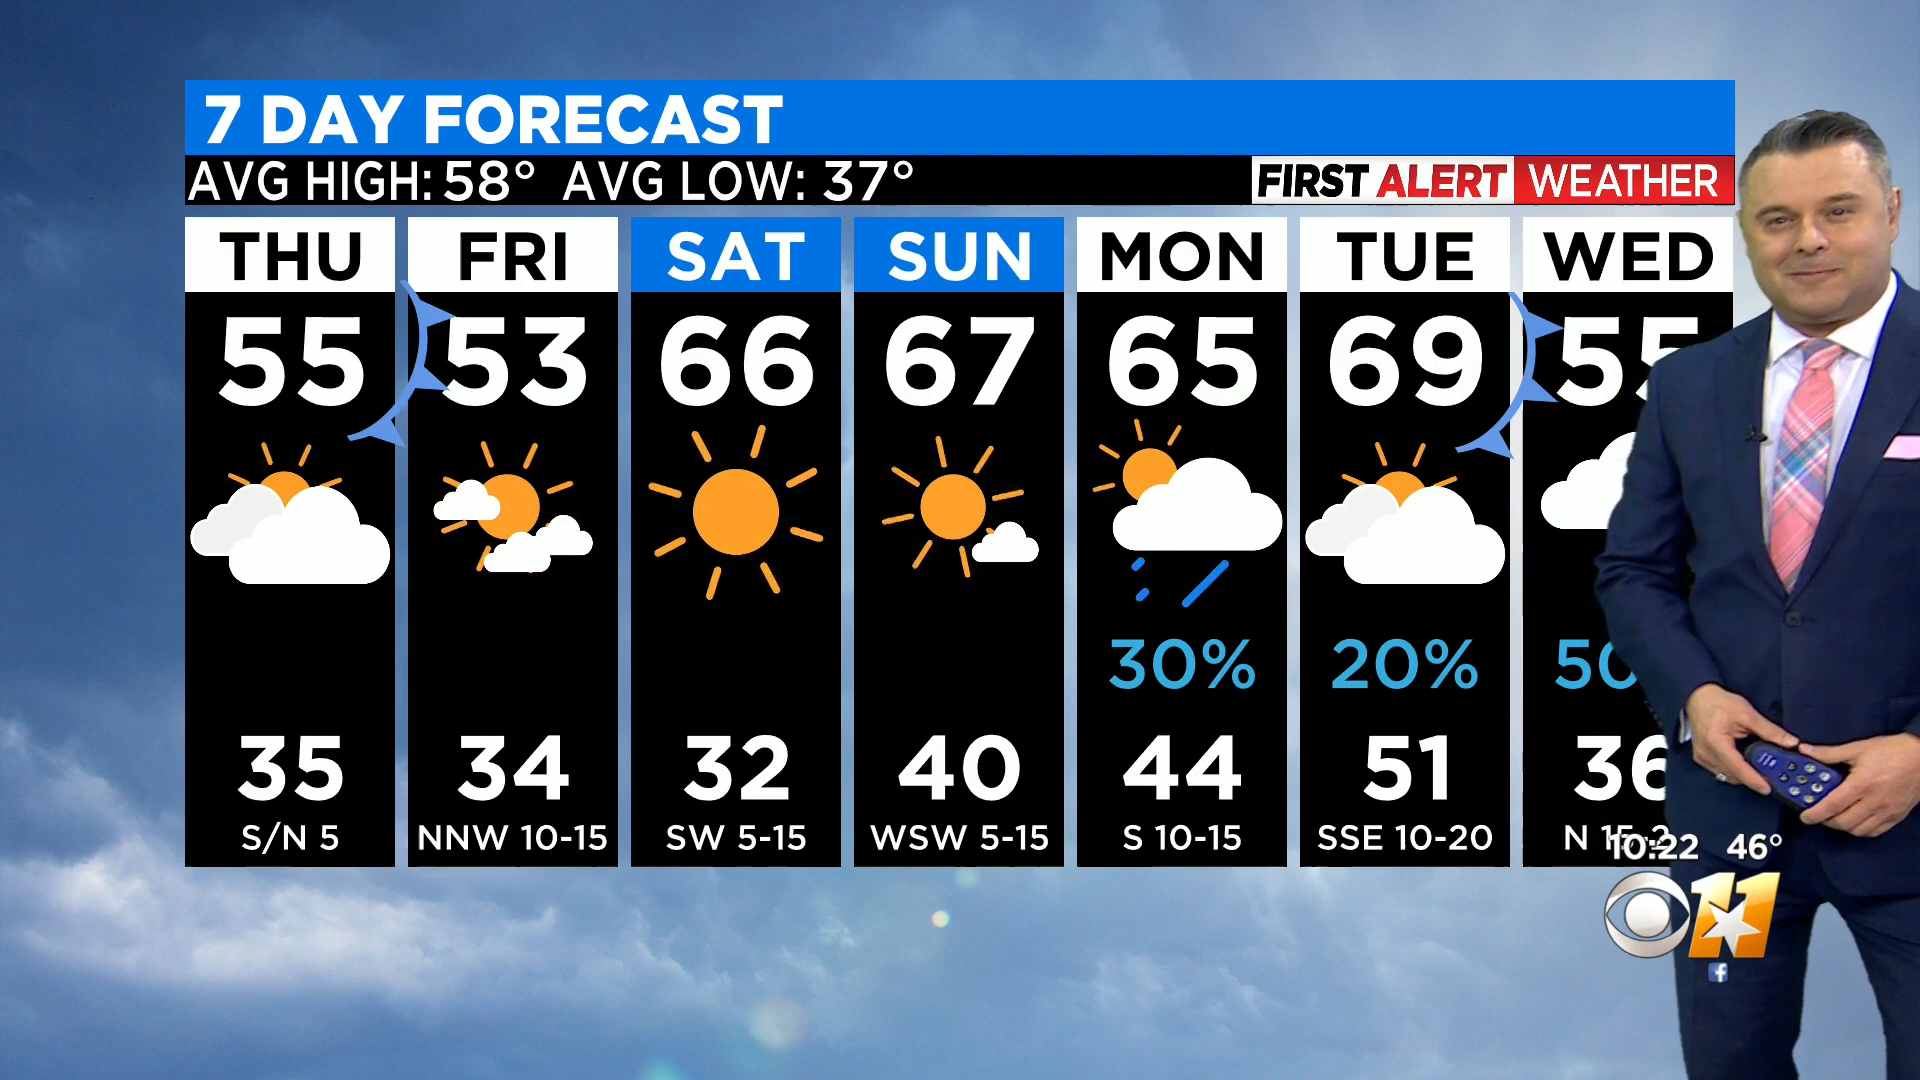 7 DAY FORECAST
AVG HIGH: 58° AVG LOW: 37°
FIRST ALERT WEATHER
THU FRI SAT SUN MON TUE WED
55 53 66 67 65 69
30% 20%
35 34 32 40 44 51 36
S/N 5 NNW 10-15 SW 5-15 WSW 5-15 S 10-15 SSE 10-20 N
10:22 46°
11
f